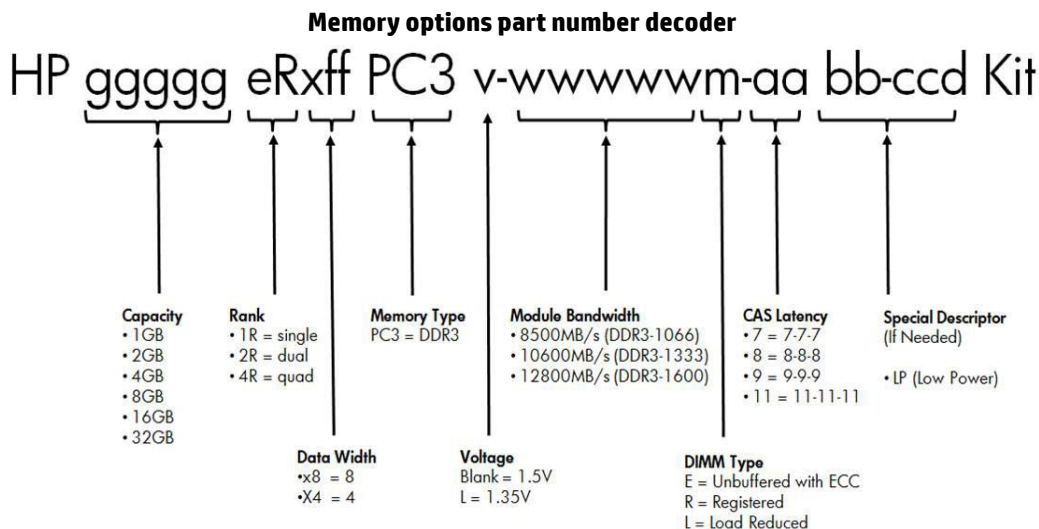 Memory options part number decoder
HP ggggg eRxff PC3 v-wwwwwm-aa bb-ccd Kit
Capacity
• 1GB
• 2GB
• 4GB
• 8GB
• 16GB
• 32GB
Rank
• 1R = single
• 2R = dual
• 4R = quad
Memory Type
PC3 = DDR3
Module Bandwidth
• 8500MB/s (DDR3-1066)
• 10600MB/s (DDR3-1333)
• 12800MB/s (DDR3-1600)
CAS Latency
• 7 = 7-7-7
• 8 = 8-8-8
• 9 = 9-9-9
• 11 = 11-11-11
Special Descriptor
(If Needed)
• LP (Low Power)
Data Width
•x8 = 8
•X4 = 4
Voltage
Blank = 1.5V
L = 1.35V
DIMM Type
E = Unbuffered with ECC
R = Registered
L = Load Reduced